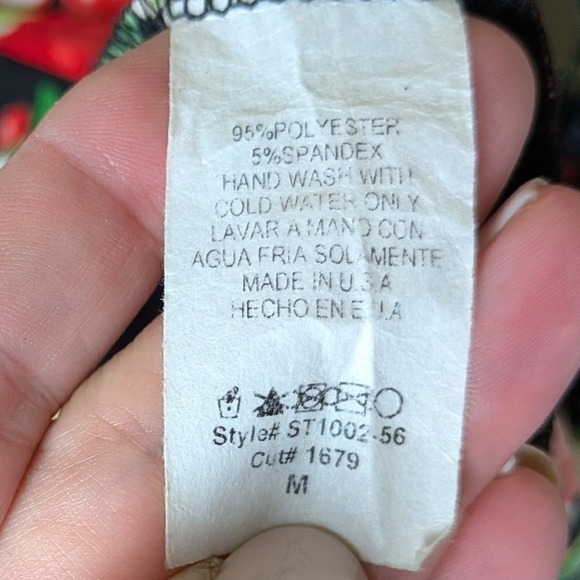 95%POLYESTER
5%SPANDEX
HAND WASH WITH
COLD WATER ONLY
LAVAR A MANO CON
AGUA FRIA SOLAMENTE
MADE IN U.S.A
HECHO EN E.U.A
Style# ST1002-56
Cut# 1679
M